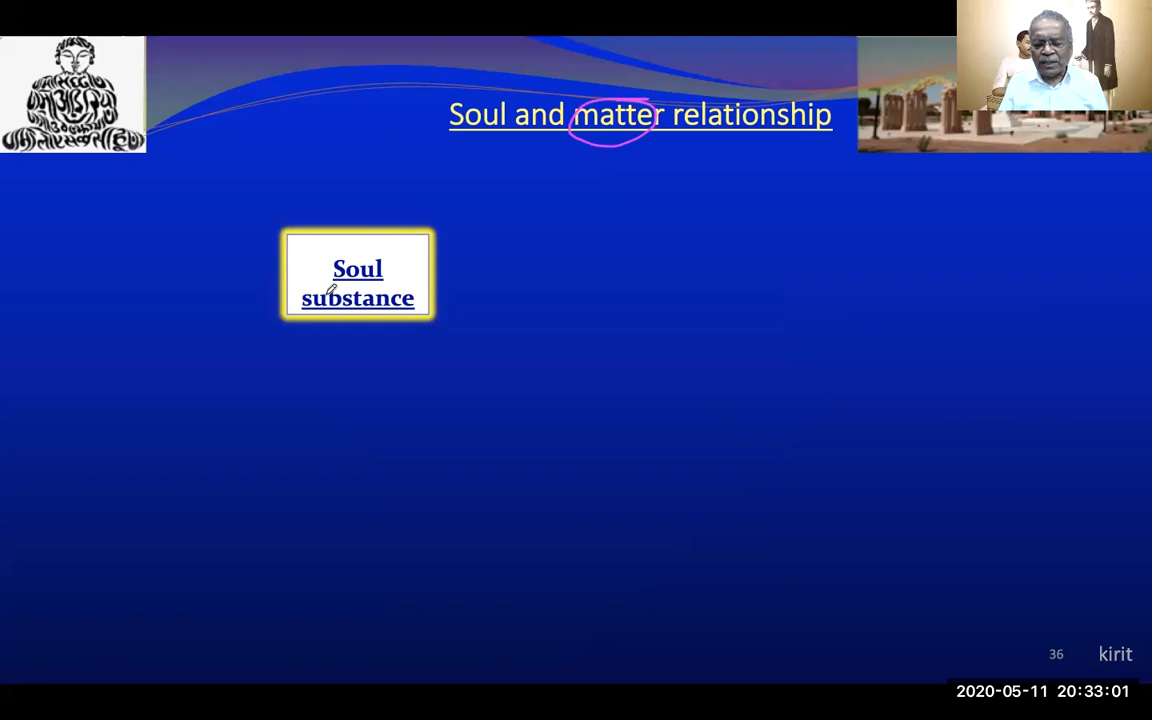 Soul and matter relationship
Soul
substance
36
kirit
2020-05-11 20:33:01